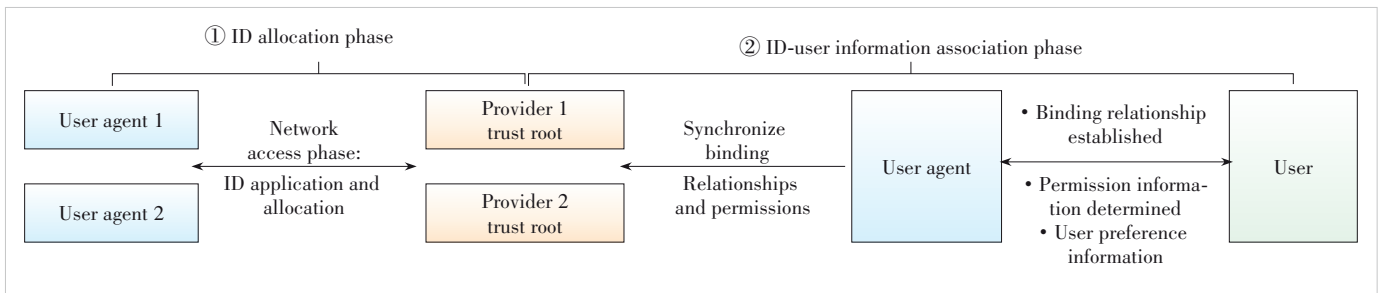 ① ID allocation phase
② ID-user information association phase
User agent 1
User agent 2
Network
access phase:
ID application and
allocation
Provider 1
trust root
Provider 2
trust root
Synchronize
binding
Relationships
and permissions
User agent
• Binding relationship
established
• Permission informa-
tion determined
• User preference
information
User